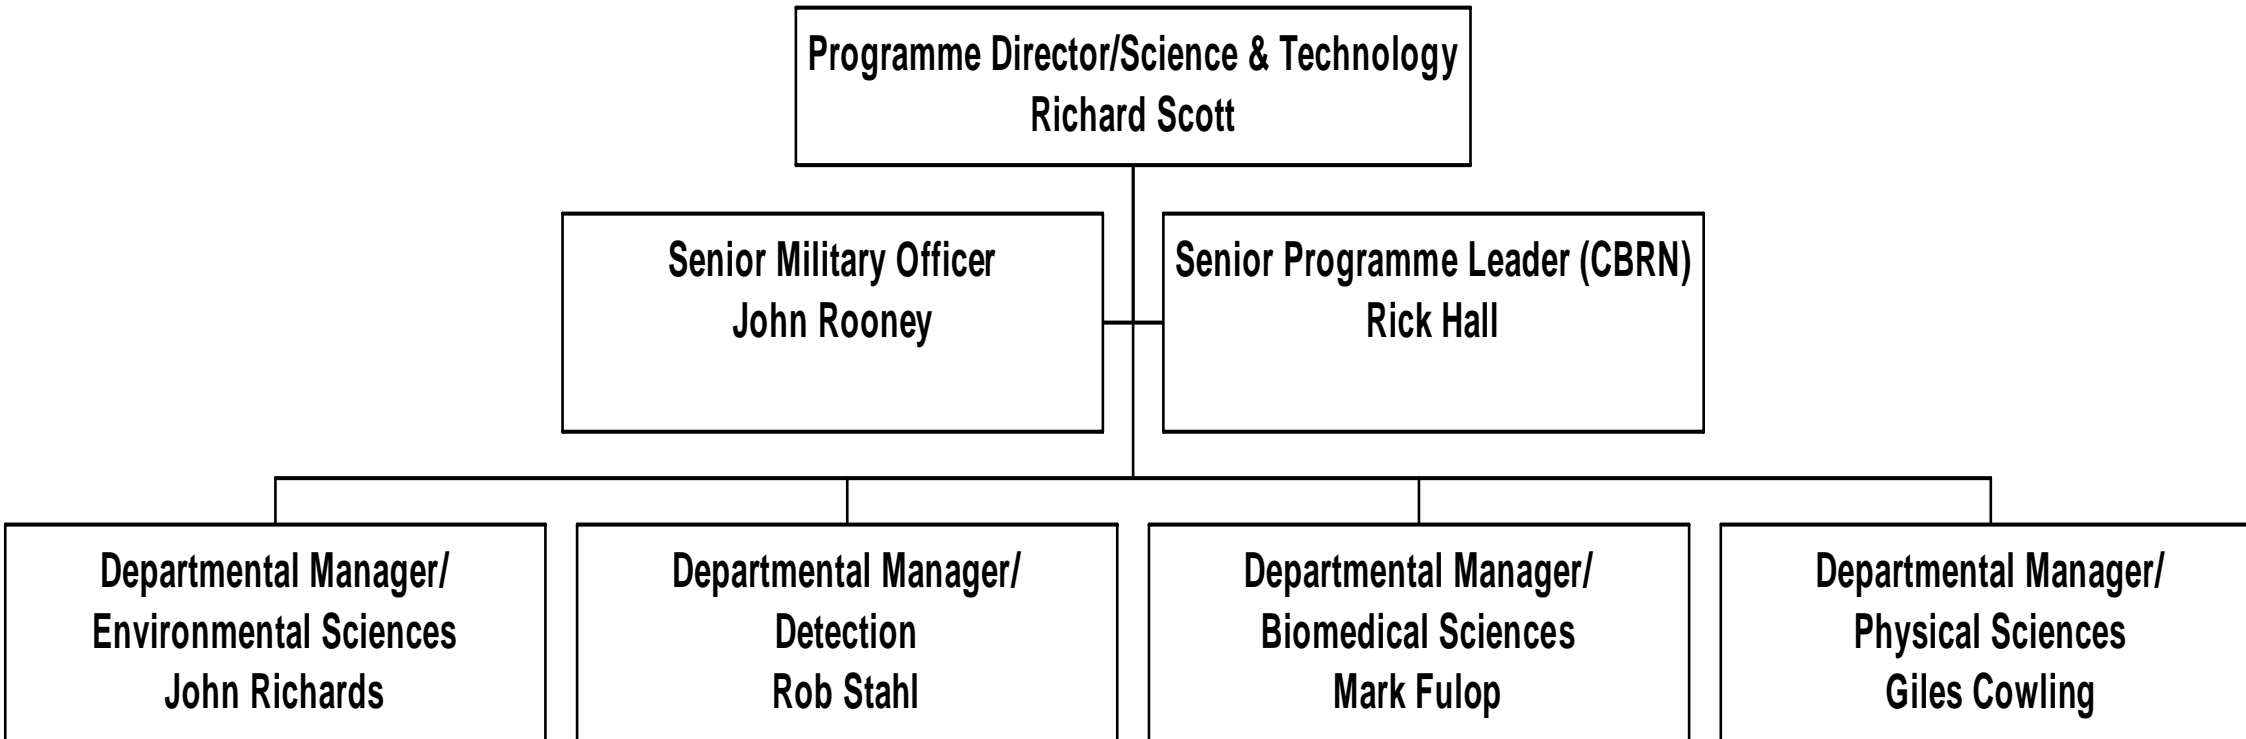 Programme Director/Science & Technology
Richard Scott
Senior Military Officer
John Rooney
Senior Programme Leader (CBRN)
Rick Hall
Departmental Manager/
Environmental Sciences
John Richards
Departmental Manager/
Detection
Rob Stahl
Departmental Manager/
Biomedical Sciences
Mark Fulop
Departmental Manager/
Physical Sciences
Giles Cowling